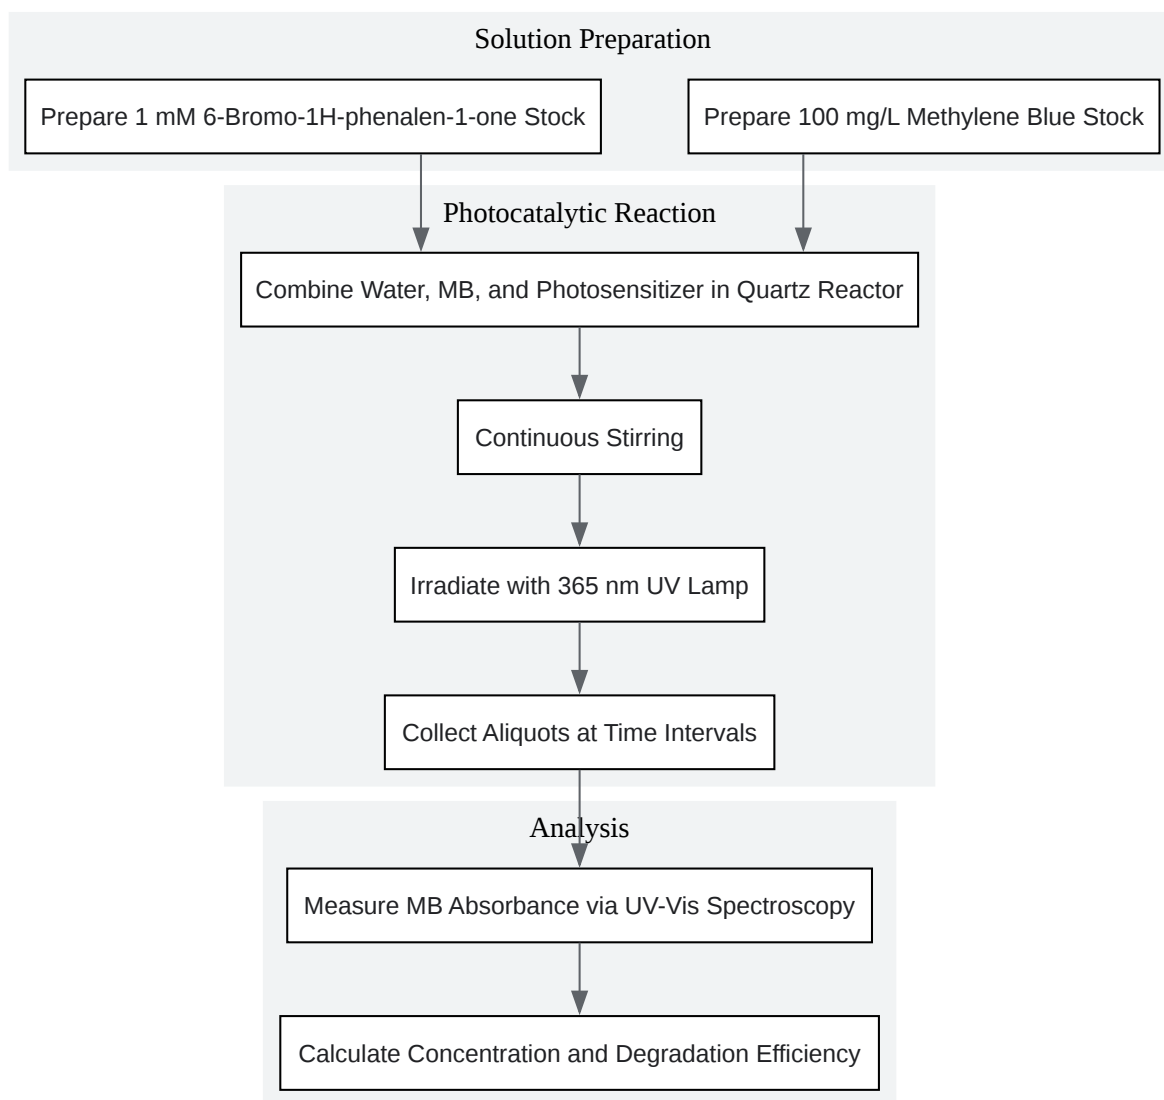 Solution Preparation
Prepare 1 mM 6-Bromo-1H-phenalen-1-one Stock
Prepare 100 mg/L Methylene Blue Stock
Photocatalytic Reaction
Combine Water, MB, and Photosensitizer in Quartz Reactor
Continuous Stirring
Irradiate with 365 nm UV Lamp
Collect Aliquots at Time Intervals
Analysis
Measure MB Absorbance via UV-Vis Spectroscopy
Calculate Concentration and Degradation Efficiency